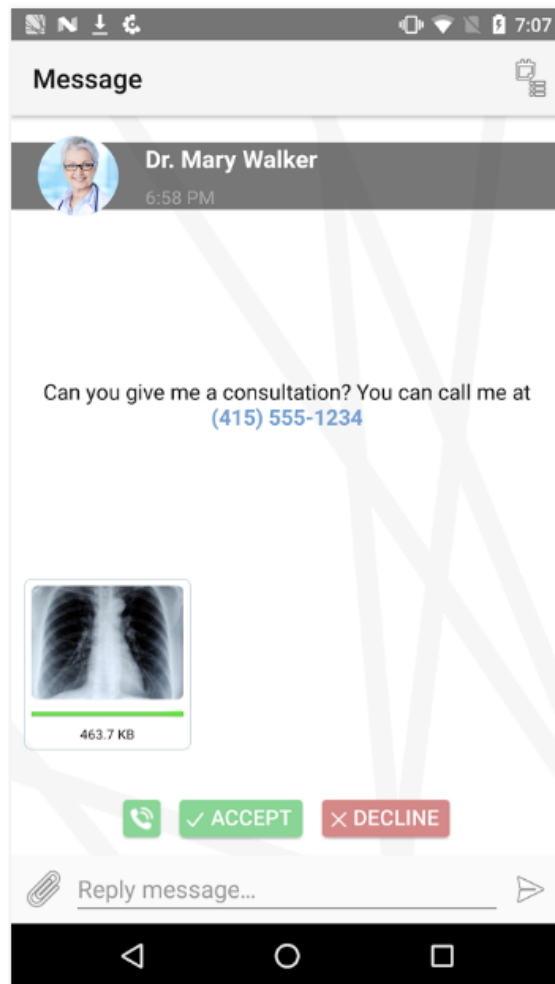 7:07
Message
Dr. Mary Walker
6:58 PM
Can you give me a consultation? You can call me at
(415) 555-1234
463.7 KB
ACCEPT
DECLINE
Reply message...